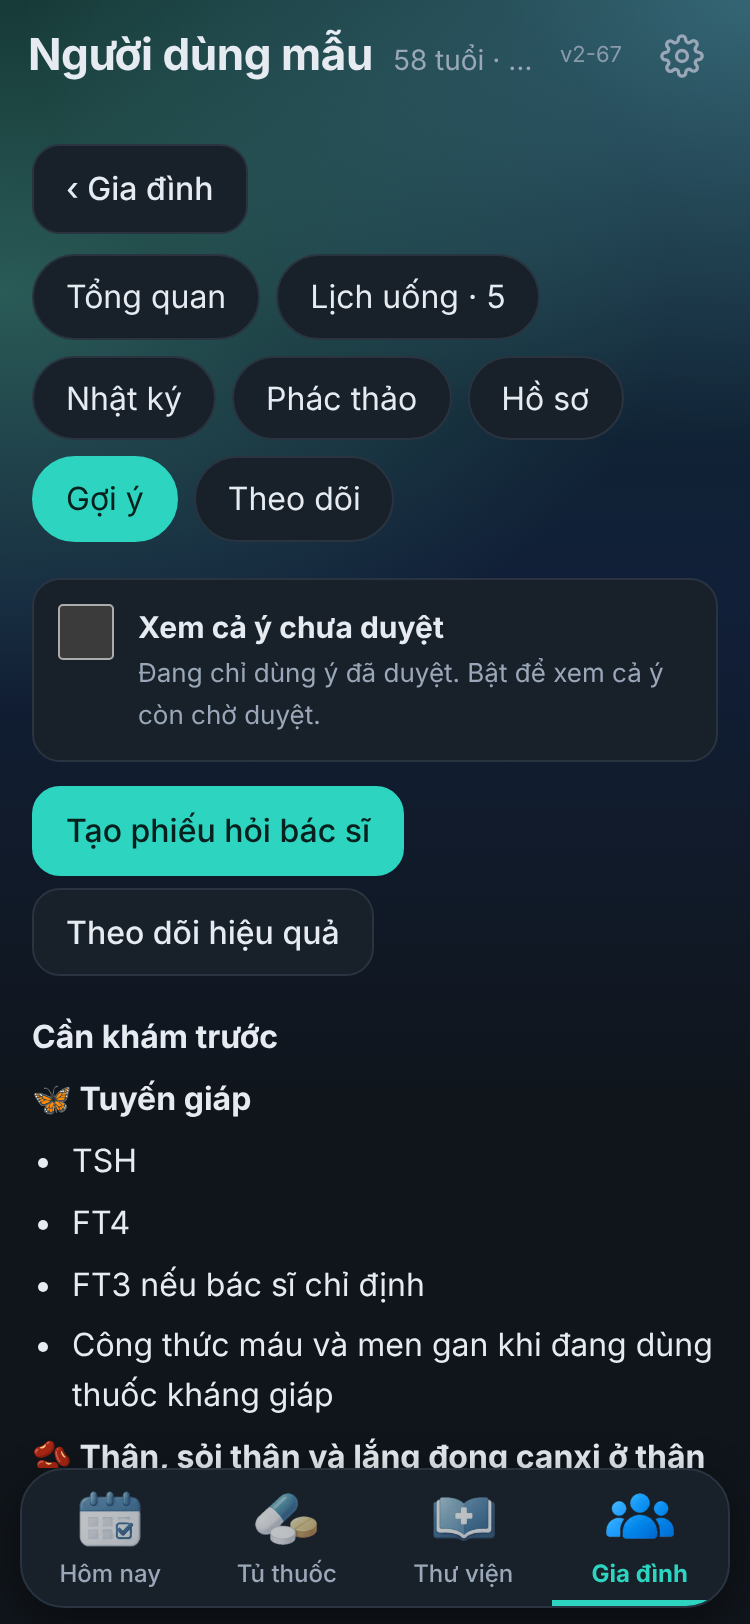 Người dùng mẫu 58 tuổi · ... v2-67
‹ Gia đình
Tổng quan
Lịch uống · 5
Nhật ký
Phác thảo
Hồ sơ
Gợi ý
Theo dõi
Xem cả ý chưa duyệt
Đang chỉ dùng ý đã duyệt. Bật để xem cả ý
còn chờ duyệt.
Tạo phiếu hỏi bác sĩ
Theo dõi hiệu quả
Cần khám trước
🦋 Tuyến giáp
• TSH
• FT4
• FT3 nếu bác sĩ chỉ định
• Công thức máu và men gan khi đang dùng
thuốc kháng giáp
🫘 Thận, sỏi thận và lắng đọng canxi ở thận
Hôm nay
Tủ thuốc
Thư viện
Gia đình